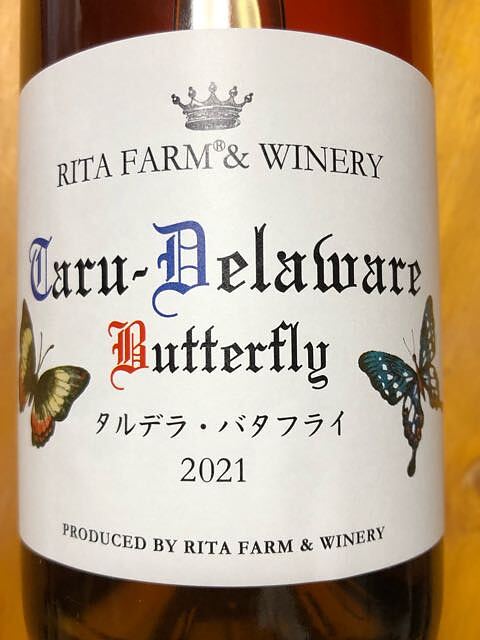 RITA FARM® & WINERY
Taru-Delaware
Butterfly
タルデラ・バタフライ
2021
PRODUCED BY RITA FARM & WINERY